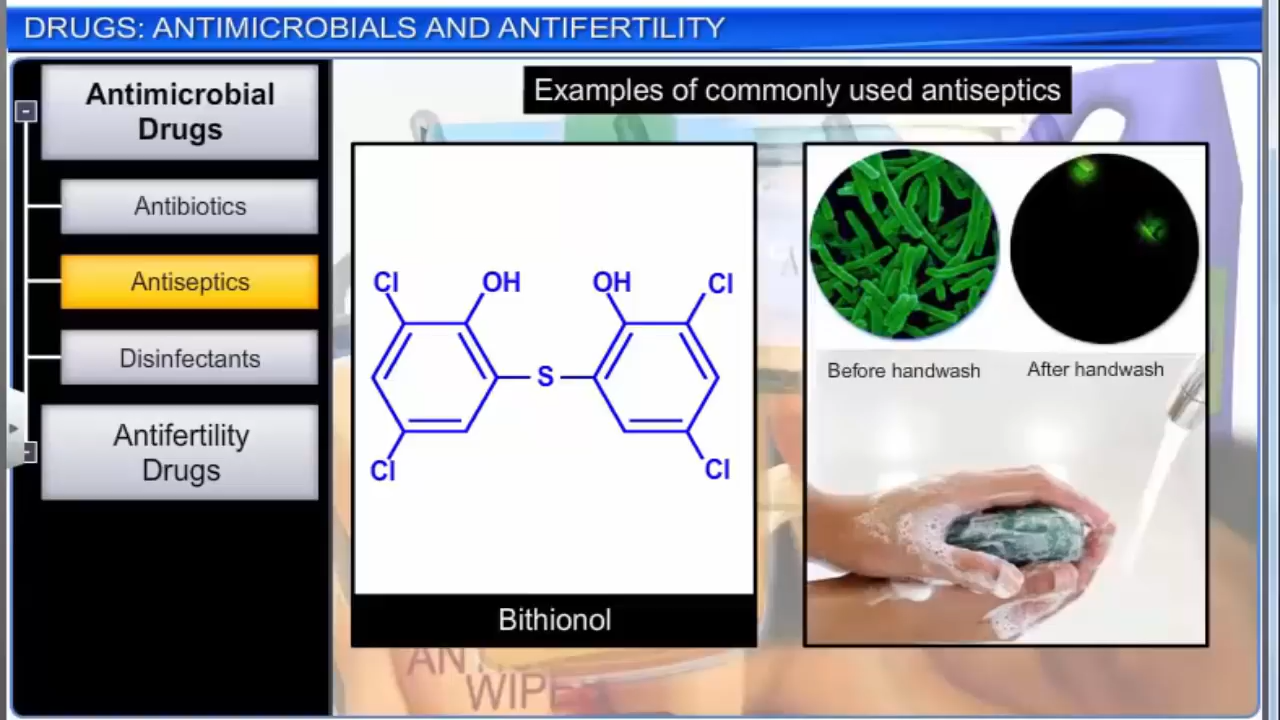 DRUGS: ANTIMICROBIALS AND ANTIFERTILITY
Antimicrobial
Drugs
Antibiotics
Antiseptics
Disinfectants
Antifertility
Drugs
Examples of commonly used antiseptics
Cl
OH
OH
Cl
S
Cl
Cl
Bithionol
Before handwash
After handwash
WIPE